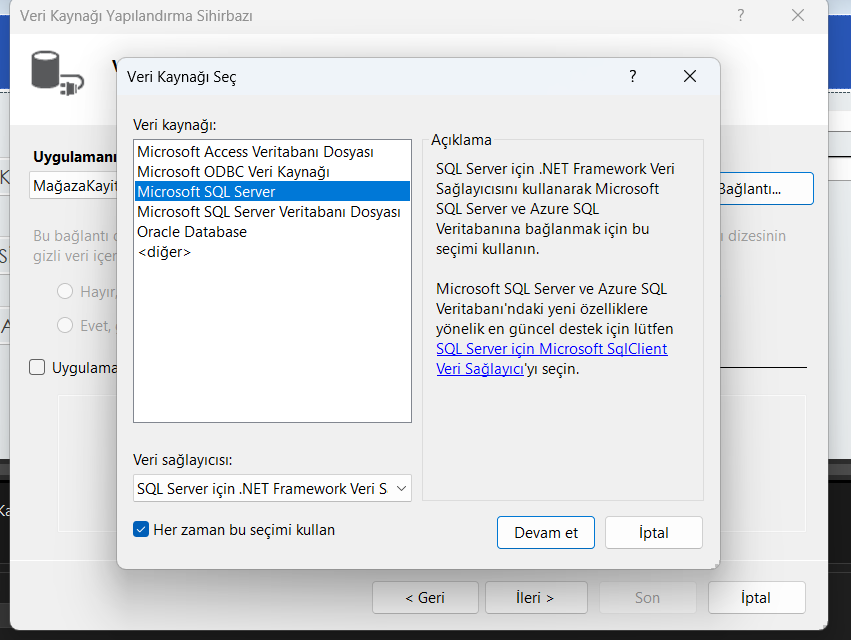 Veri Kaynağı Yapılandırma Sihirbazı
?
Veri Kaynağı Seç
?
Veri kaynağı:
Microsoft Access Veritabanı Dosyası
Microsoft ODBC Veri Kaynağı
Microsoft SQL Server
Microsoft SQL Server Veritabanı Dosyası
Oracle Database
<diğer>
Açıklama
SQL Server için .NET Framework Veri
Sağlayıcısını kullanarak Microsoft
SQL Server ve Azure SQL
Veritabanına bağlanmak için bu
seçimi kullanın.
Microsoft SQL Server ve Azure SQL
Veritabanı'ndaki yeni özelliklere
yönelik en güncel destek için lütfen
SQL Server için Microsoft SqlClient
Veri Sağlayıcı'yı seçin.
Veri sağlayıcısı:
SQL Server için .NET Framework Veri S
Her zaman bu seçimi kullan
Devam et
İptal
Uygulamanı
MağazaKayit
Bağlantı...
Bu bağlantı
dizesinin
gizli veri içer
Hayır,
Evet,
Uygulama
< Geri
İleri >
Son
İptal